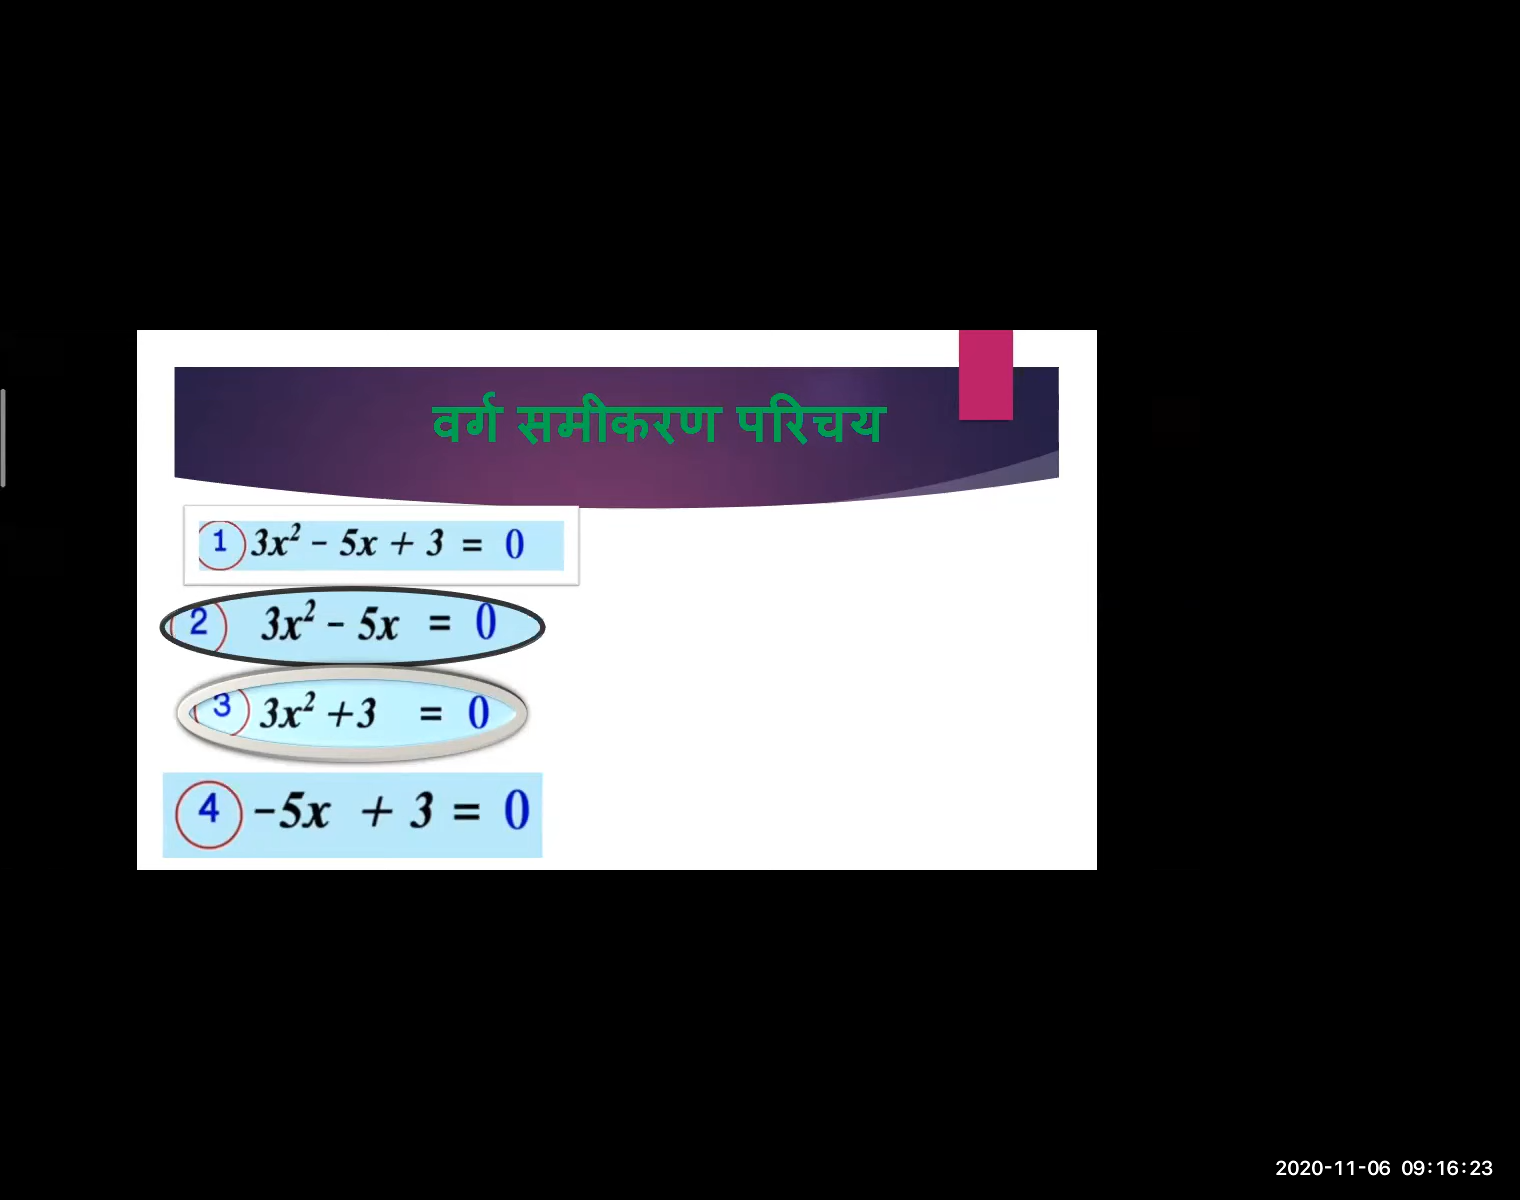 वर्ग समीकरण परिचय
1 3x² - 5x + 3 = 0
2 3x² - 5x = 0
3 3x² +3 = 0
4 -5x + 3 = 0
2020-11-06 09:16:23